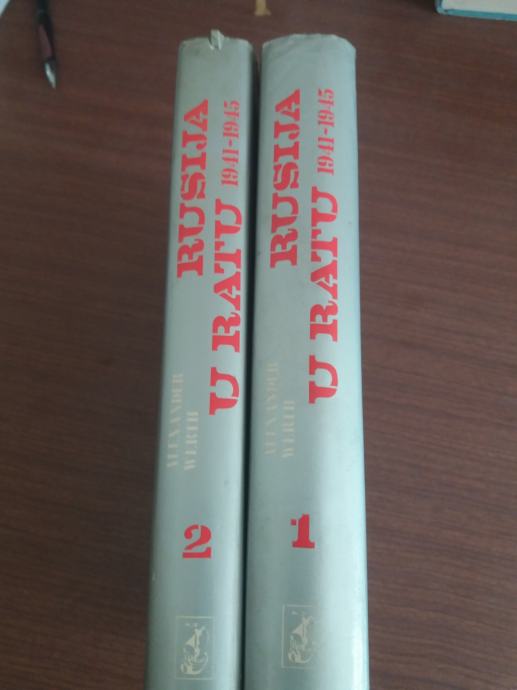 ALEXANDER
WERTH
RUSIJA
U RATU
1941-1945
2
ALEXANDER
WERTH
RUSIJA
U RATU
1941-1945
1